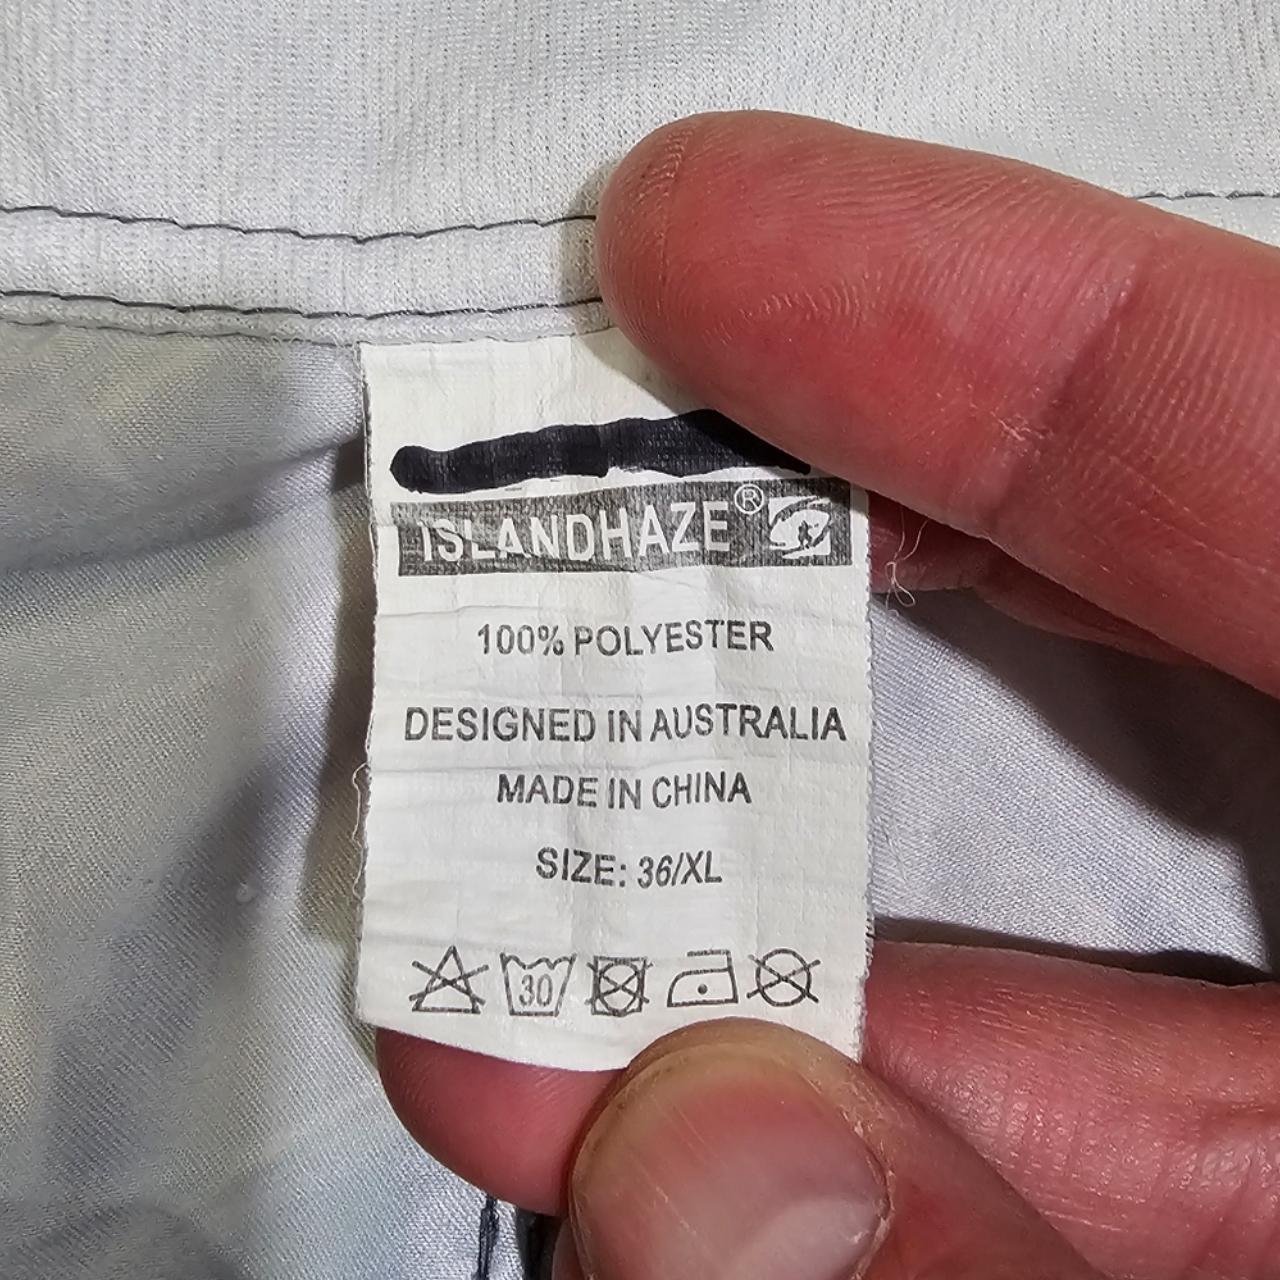 ISLANDHAZE®
100% POLYESTER
DESIGNED IN AUSTRALIA
MADE IN CHINA
SIZE: 36/XL
30